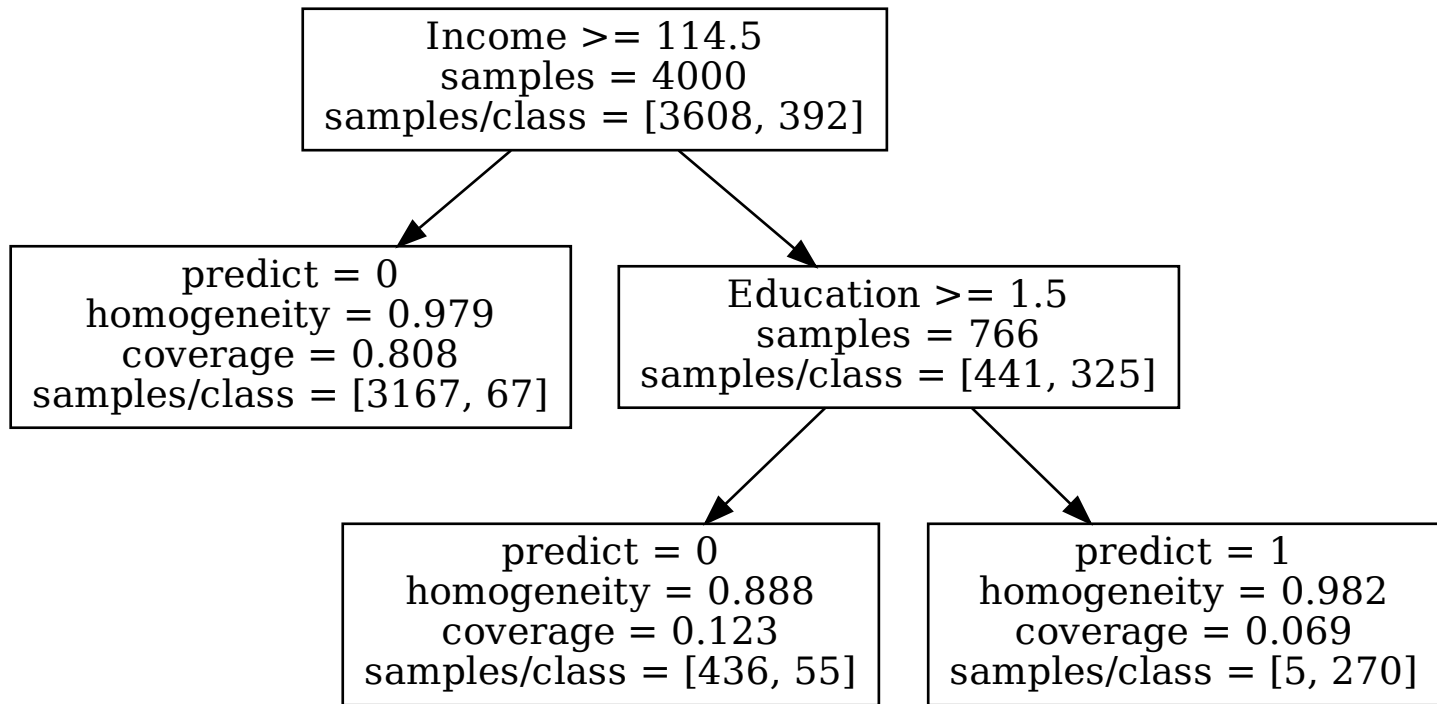 Income >= 114.5
samples = 4000
samples/class = [3608, 392]
predict = 0
homogeneity = 0.979
coverage = 0.808
samples/class = [3167, 67]
Education >= 1.5
samples = 766
samples/class = [441, 325]
predict = 0
homogeneity = 0.888
coverage = 0.123
samples/class = [436, 55]
predict = 1
homogeneity = 0.982
coverage = 0.069
samples/class = [5, 270]